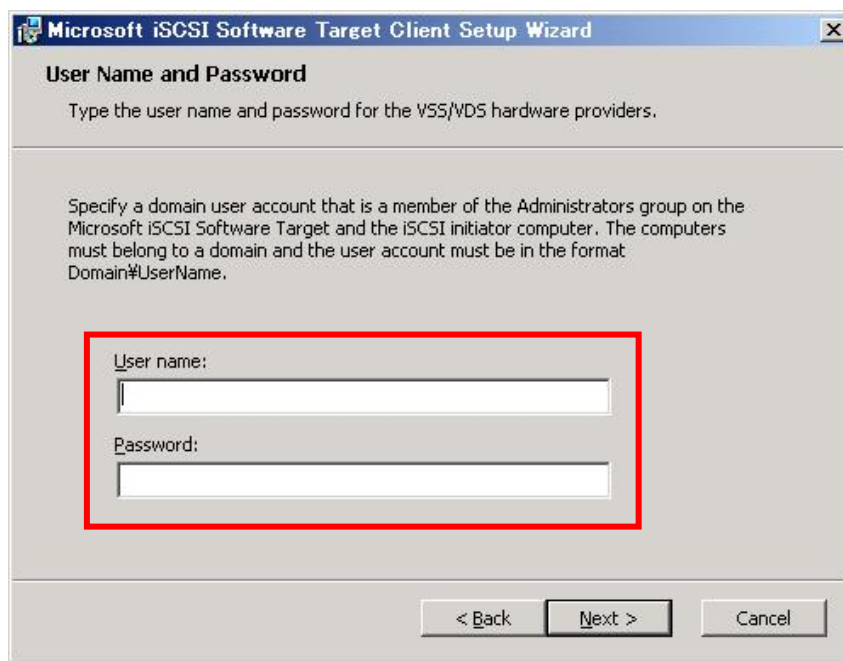 Microsoft iSCSI Software Target Client Setup Wizard
User Name and Password
Type the user name and password for the VSS/VDS hardware providers.
Specify a domain user account that is a member of the Administrators group on the
Microsoft iSCSI Software Target and the iSCSI initiator computer. The computers
must belong to a domain and the user account must be in the format
Domain¥UserName.
User name:
Password:
< Back
Next >
Cancel